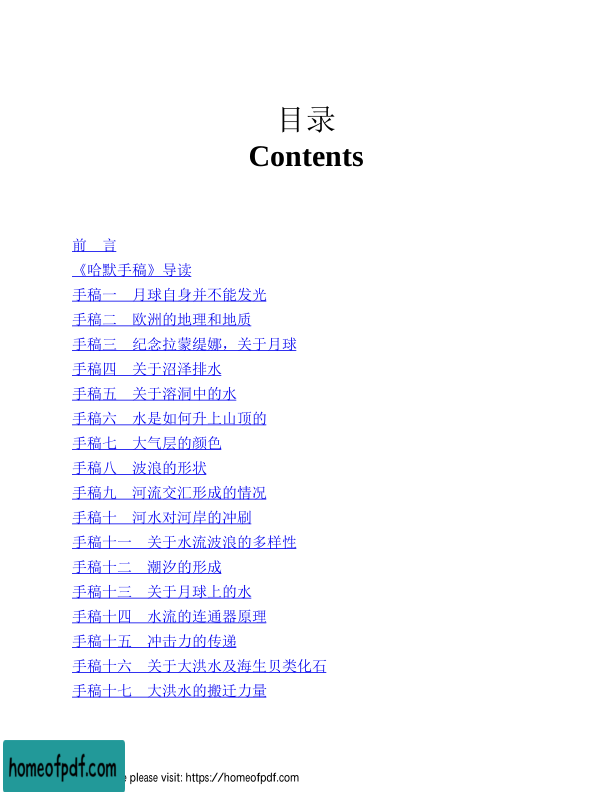 目录
Contents
前　言
《哈默手稿》导读
手稿一　月球自身并不能发光
手稿二　欧洲的地理和地质
手稿三　纪念拉蒙缇娜，关于月球
手稿四　关于沼泽排水
手稿五　关于溶洞中的水
手稿六　水是如何升上山顶的
手稿七　大气层的颜色
手稿八　波浪的形状
手稿九　河流交汇形成的情况
手稿十　河水对河岸的冲刷
手稿十一　关于水流波浪的多样性
手稿十二　潮汐的形成
手稿十三　关于月球上的水
手稿十四　水流的连通器原理
手稿十五　冲击力的传递
手稿十六　关于大洪水及海生贝类化石
手稿十七　大洪水的搬迁力量
homeofpdf.com
please visit: https://homeofpdf.com